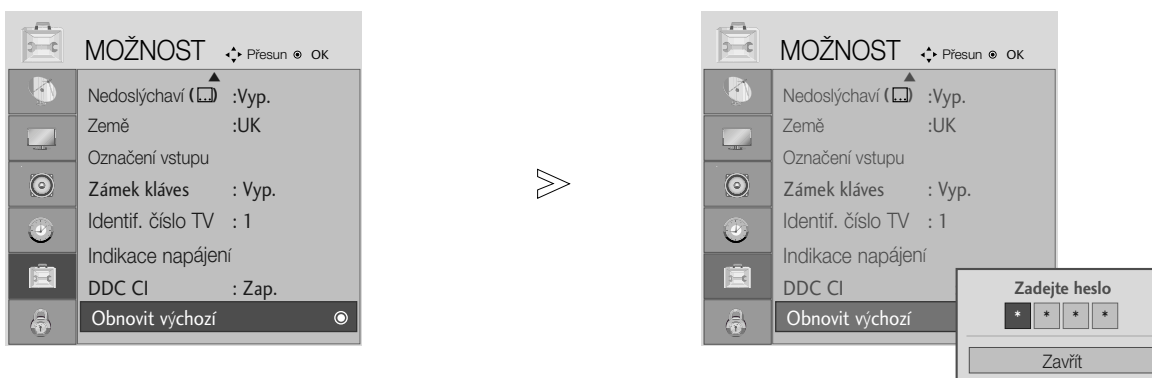 MOŽNOST Přesun OK
Nedoslýchaví ( ) :Vyp.
Země :UK
Označení vstupu
Zámek kláves : Vyp.
Identif. číslo TV : 1
Indikace napájení
DDC CI : Zap.
Obnovit výchozí
MOŽNOST Přesun OK
Nedoslýchaví ( ) :Vyp.
Země :UK
Označení vstupu
Zámek kláves : Vyp.
Identif. číslo TV : 1
Indikace napájení
DDC CI
Obnovit výchozí
Zadejte heslo
* * * *
Zavřít